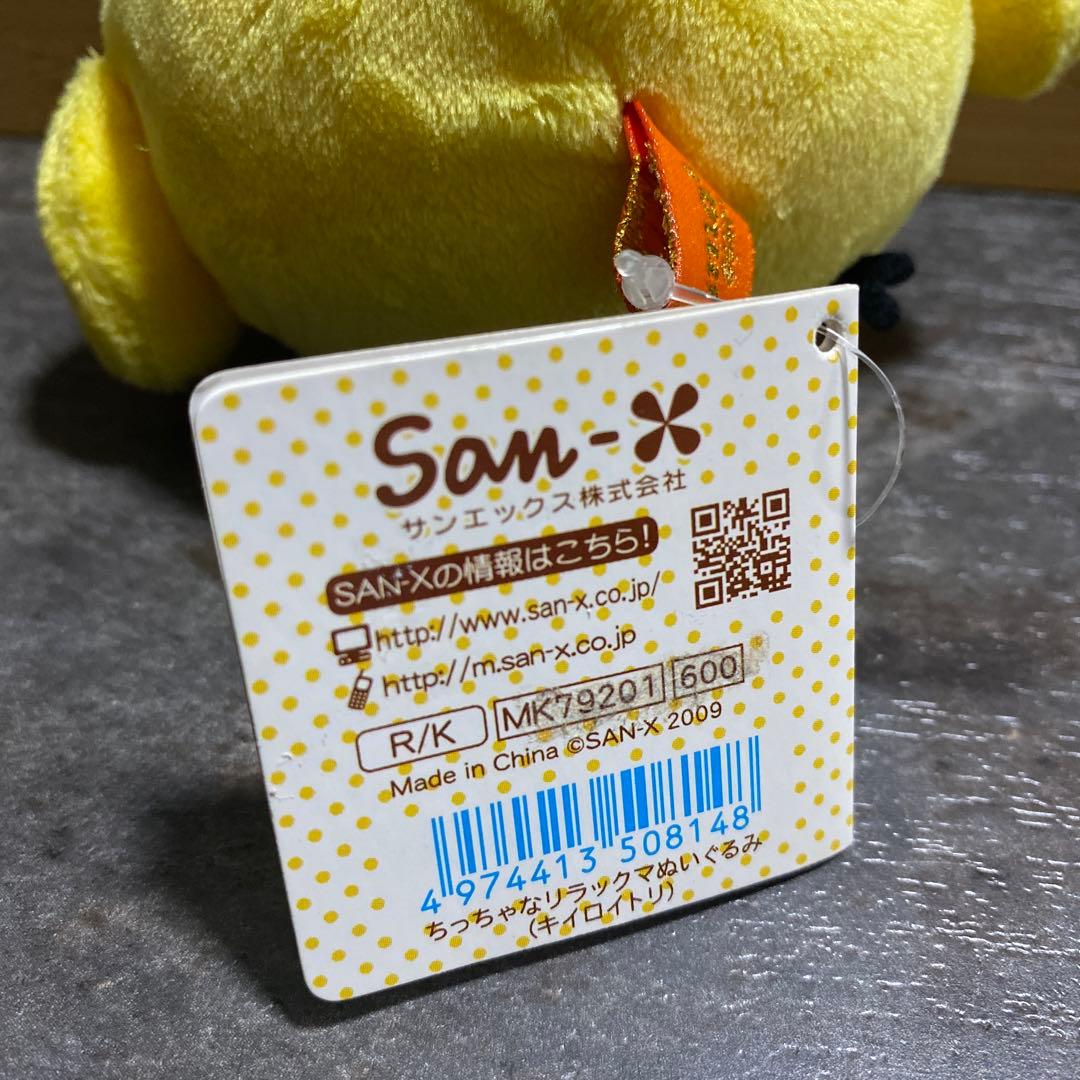 San-X
サンエックス株式会社
SAN-Xの情報はこちら!
http://www.san-x.co.jp/
http://m.san-x.co.jp
R/K MK79201 600
Made in China ©SAN-X 2009
4 974413 508148
ちっちゃなリラックマぬいぐるみ
(キイロイトリ)